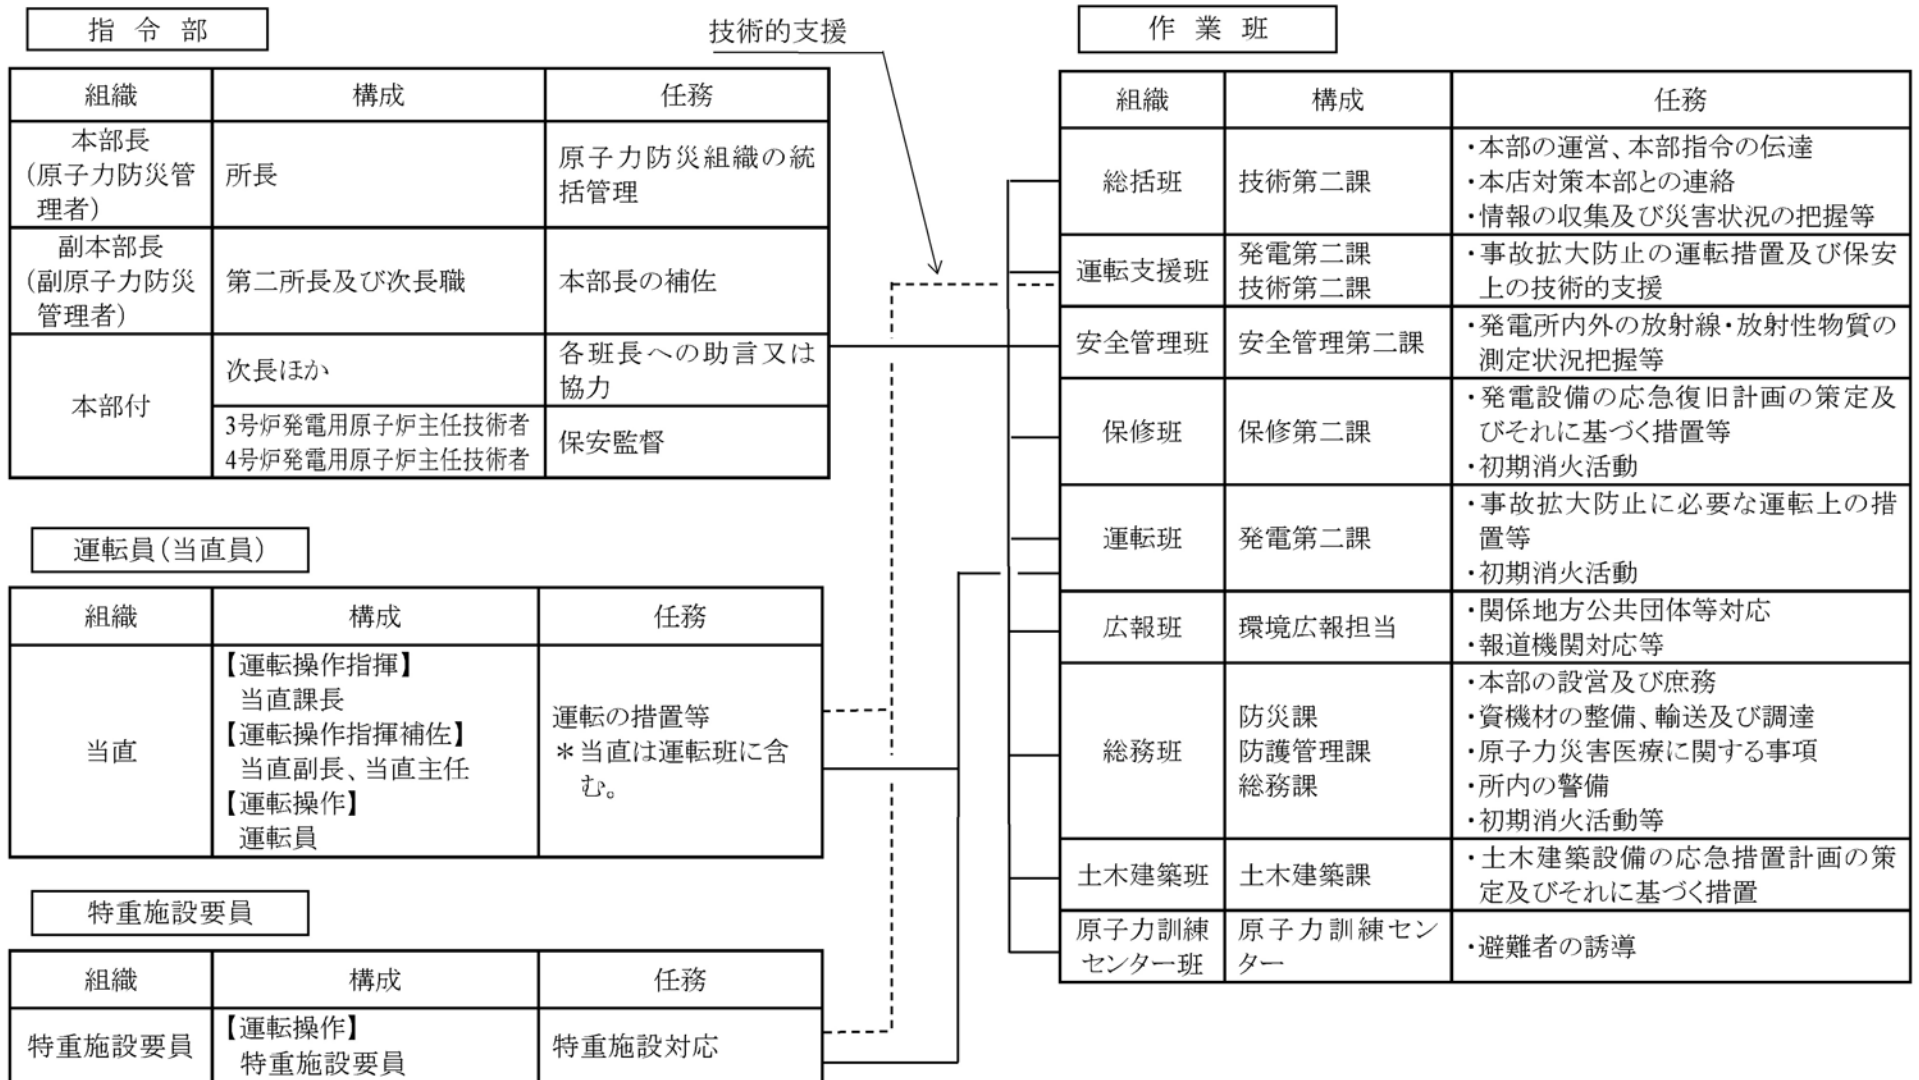 指令部
技術的支援
作業班
組織 構成 任務
本部長
(原子力防災管
理者)
所長
原子力防災組織の統
括管理
副本部長
(副原子力防災
管理者)
第二所長及び次長職
本部長の補佐
本部付
次長ほか
各班長への助言又は
協力
3号炉発電用原子炉主任技術者
4号炉発電用原子炉主任技術者
保安監督
運転員(当直員)
組織 構成 任務
当直
【運転操作指揮】
当直課長
【運転操作指揮補佐】
当直副長、当直主任
【運転操作】
運転員
運転の措置等
＊当直は運転班に含
む。
特重施設要員
組織 構成 任務
特重施設要員
【運転操作】
特重施設要員
特重施設対応
組織 構成 任務
総括班
技術第二課
・本部の運営、本部指令の伝達
・本店対策本部との連絡
・情報の収集及び災害状況の把握等
運転支援班
発電第二課
技術第二課
・事故拡大防止の運転措置及び保安
上の技術的支援
安全管理班
安全管理第二課
・発電所内外の放射線・放射性物質の
測定状況把握等
保修班
保修第二課
・発電設備の応急復旧計画の策定及
びそれに基づく措置等
・初期消火活動
運転班
発電第二課
・事故拡大防止に必要な運転上の措
置等
・初期消火活動
広報班
環境広報担当
・関係地方公共団体等対応
・報道機関対応等
総務班
防災課
防護管理課
総務課
・本部の設営及び庶務
・資機材の整備、輸送及び調達
・原子力災害医療に関する事項
・所内の警備
・初期消火活動等
土木建築班
土木建築課
・土木建築設備の応急措置計画の策
定及びそれに基づく措置
原子力訓練
センター班
原子力訓練セン
ター
・避難者の誘導